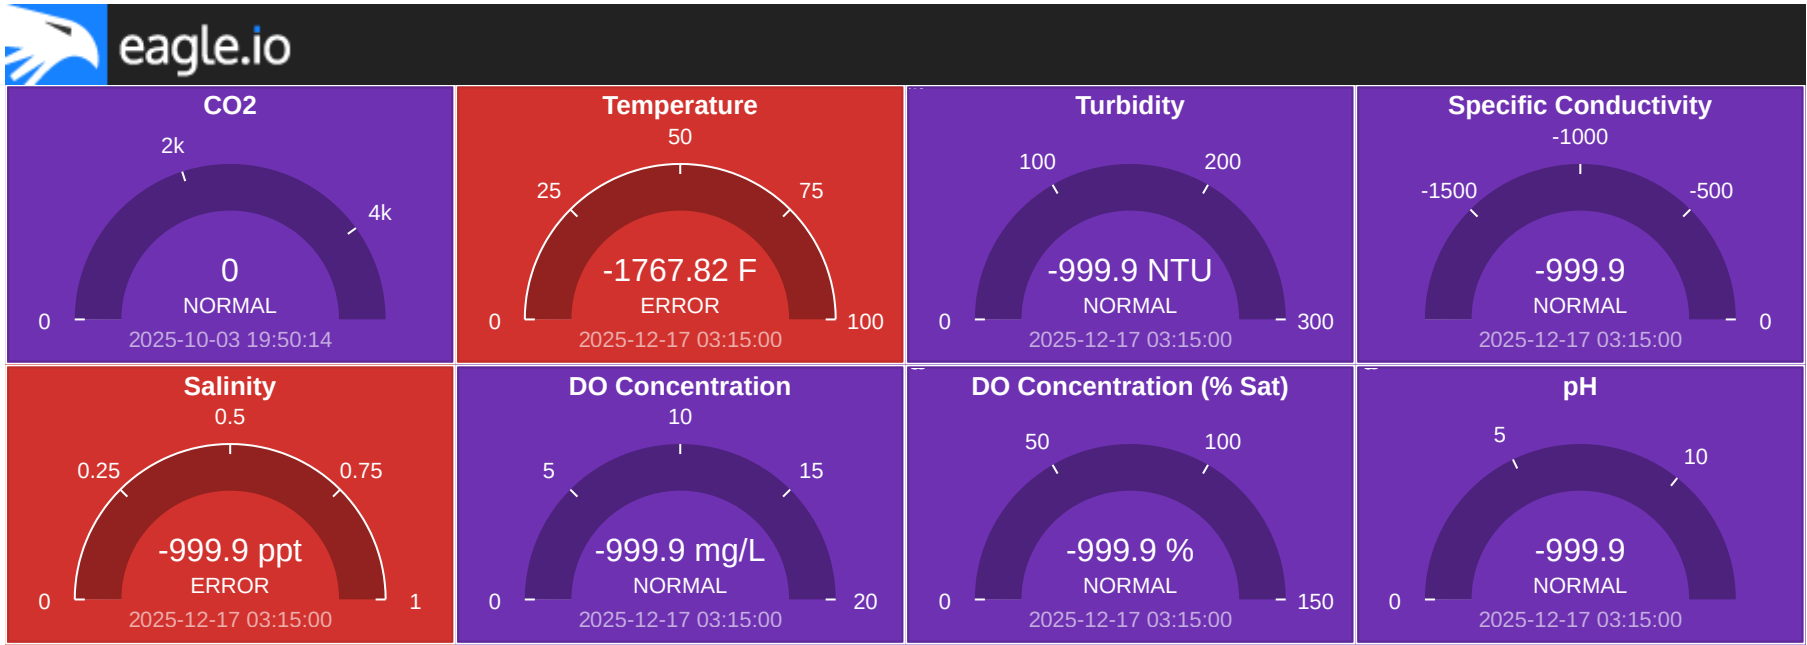 eagle.io
CO2
2k
4k
0
NORMAL
0
2025-10-03 19:50:14
Temperature
50
25
75
-1767.82 F
ERROR
0
100
2025-12-17 03:15:00
Turbidity
100
200
-999.9 NTU
NORMAL
0
300
2025-12-17 03:15:00
Specific Conductivity
-1000
-1500
-500
-999.9
NORMAL
0
2025-12-17 03:15:00
Salinity
0.5
0.25
0.75
-999.9 ppt
ERROR
0
1
2025-12-17 03:15:00
DO Concentration
10
5
15
-999.9 mg/L
NORMAL
0
20
2025-12-17 03:15:00
DO Concentration (% Sat)
50
100
-999.9 %
NORMAL
0
150
2025-12-17 03:15:00
pH
5
10
-999.9
NORMAL
0
2025-12-17 03:15:00